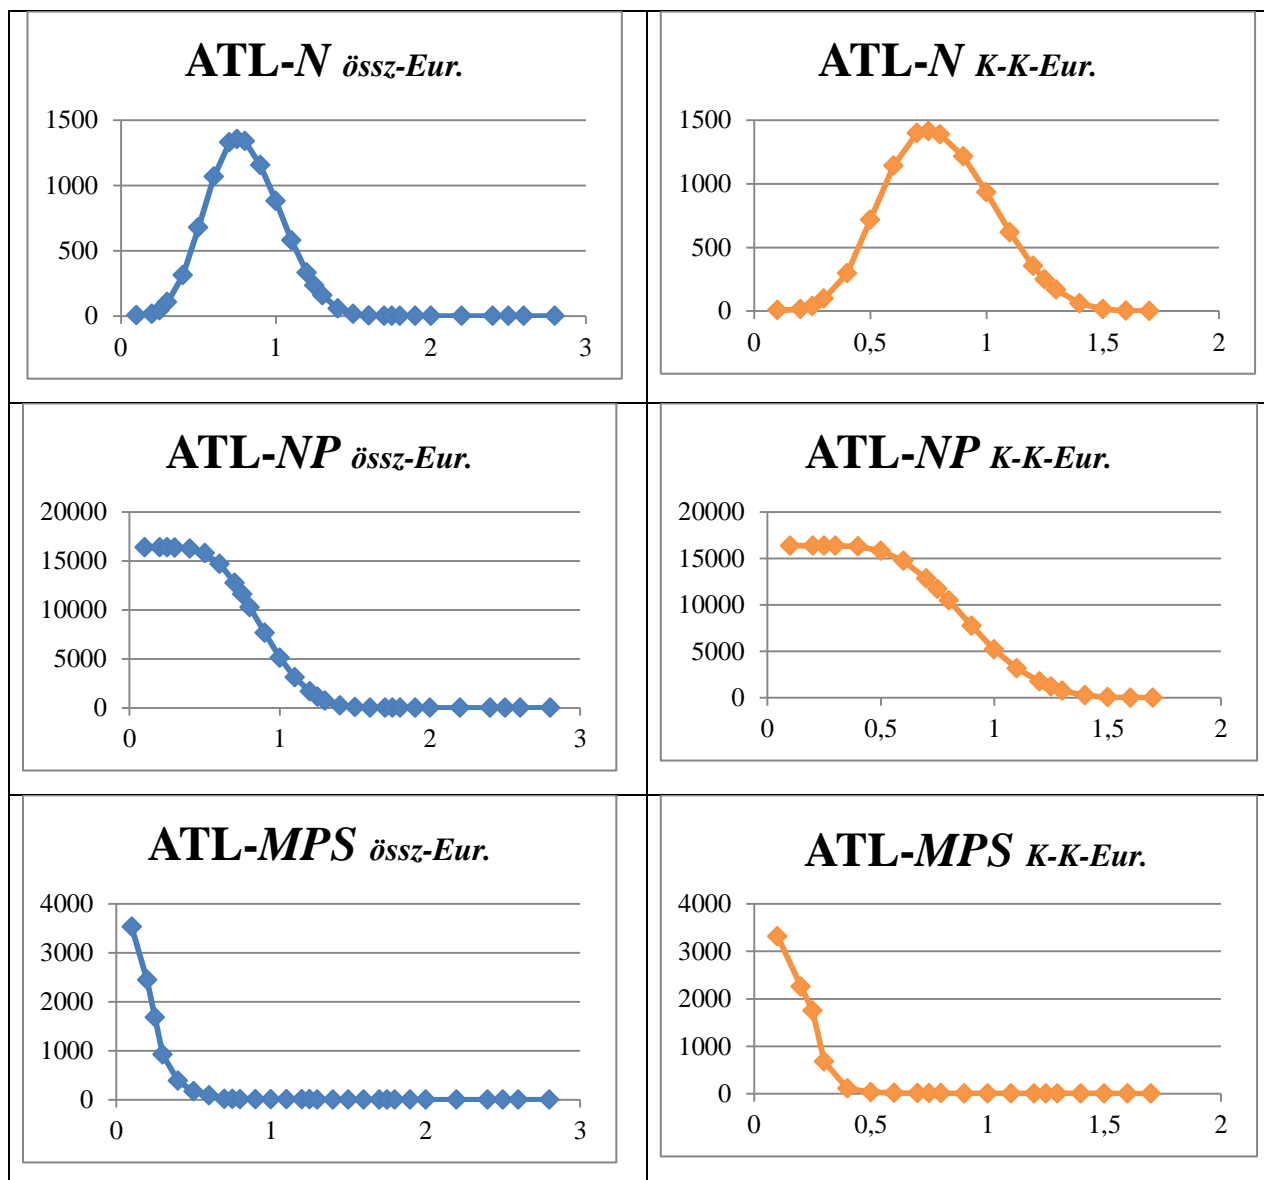 ATL-N össz-Eur.
1500
1000
500
0
0 1 2 3
ATL-N K-K-Eur.
1500
1000
500
0
0 0,5 1 1,5 2
ATL-NP össz-Eur.
20000
15000
10000
5000
0
0 1 2 3
ATL-NP K-K-Eur.
20000
15000
10000
5000
0
0 0,5 1 1,5 2
ATL-MPS össz-Eur.
4000
3000
2000
1000
0
0 1 2 3
ATL-MPS K-K-Eur.
4000
3000
2000
1000
0
0 0,5 1 1,5 2